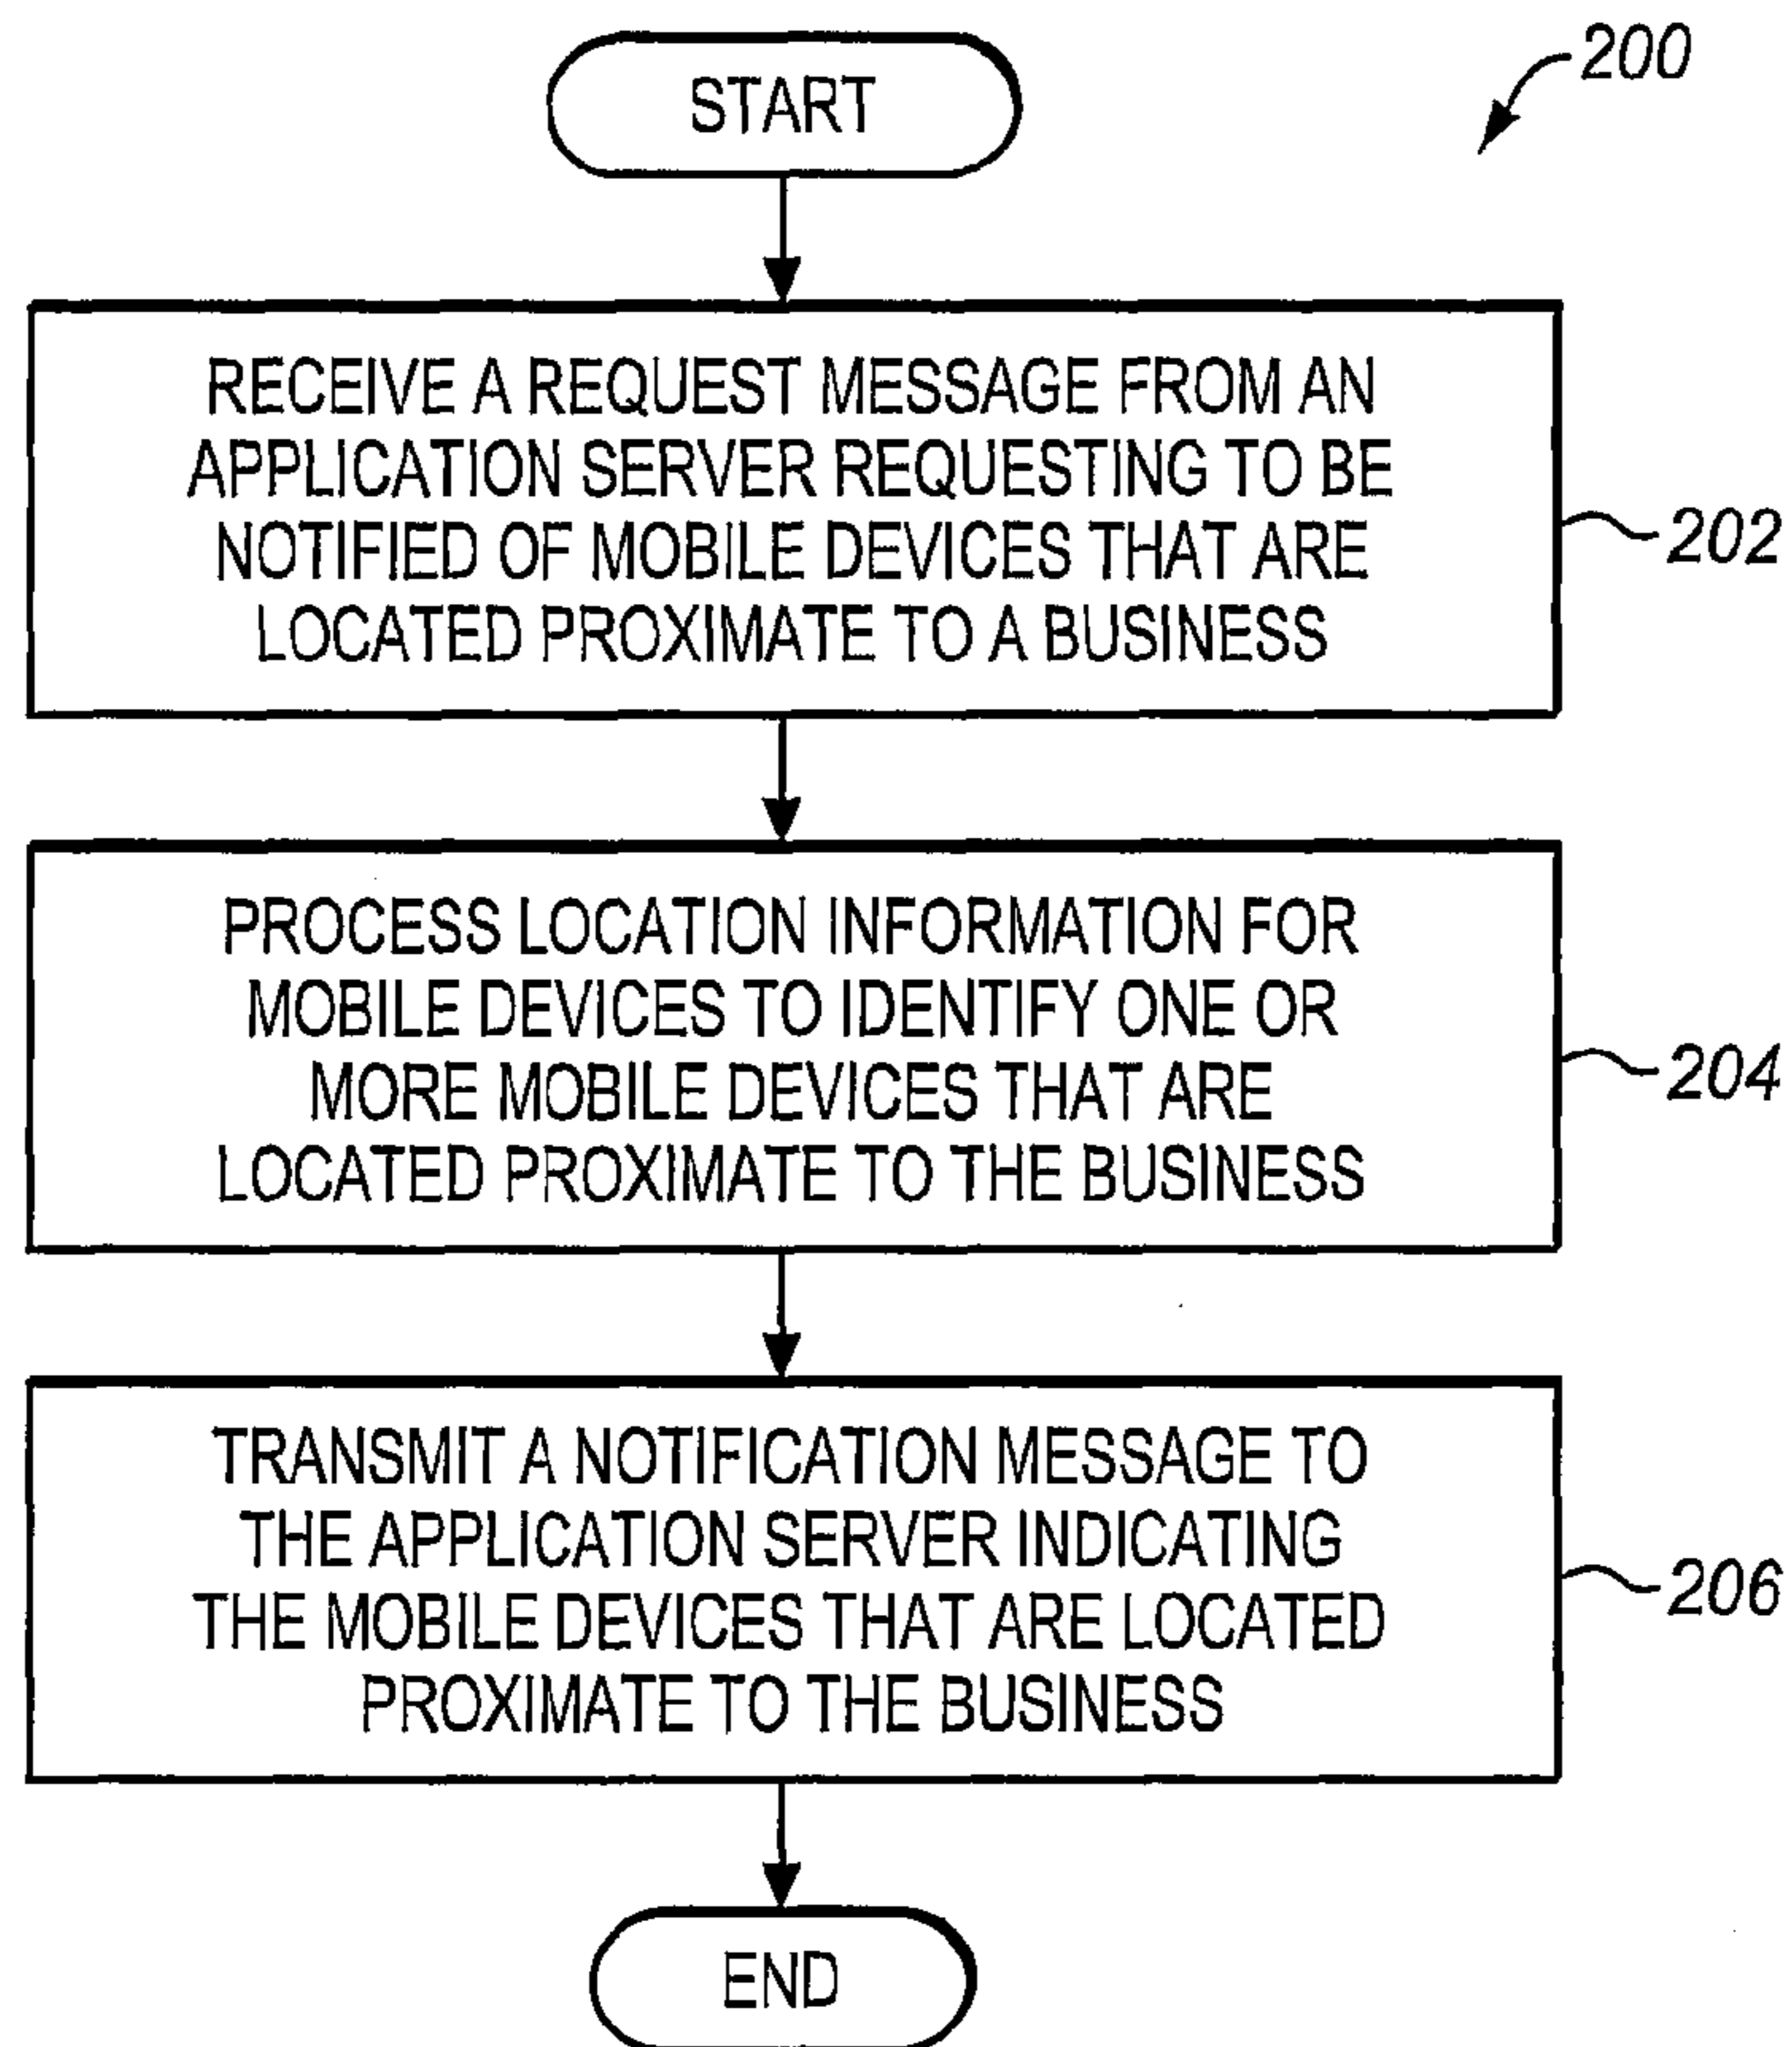 START
200
RECEIVE A REQUEST MESSAGE FROM AN
APPLICATION SERVER REQUESTING TO BE
NOTIFIED OF MOBILE DEVICES THAT ARE
LOCATED PROXIMATE TO A BUSINESS
202
PROCESS LOCATION INFORMATION FOR
MOBILE DEVICES TO IDENTIFY ONE OR
MORE MOBILE DEVICES THAT ARE
LOCATED PROXIMATE TO THE BUSINESS
204
TRANSMIT A NOTIFICATION MESSAGE TO
THE APPLICATION SERVER INDICATING
THE MOBILE DEVICES THAT ARE LOCATED
PROXIMATE TO THE BUSINESS
206
END